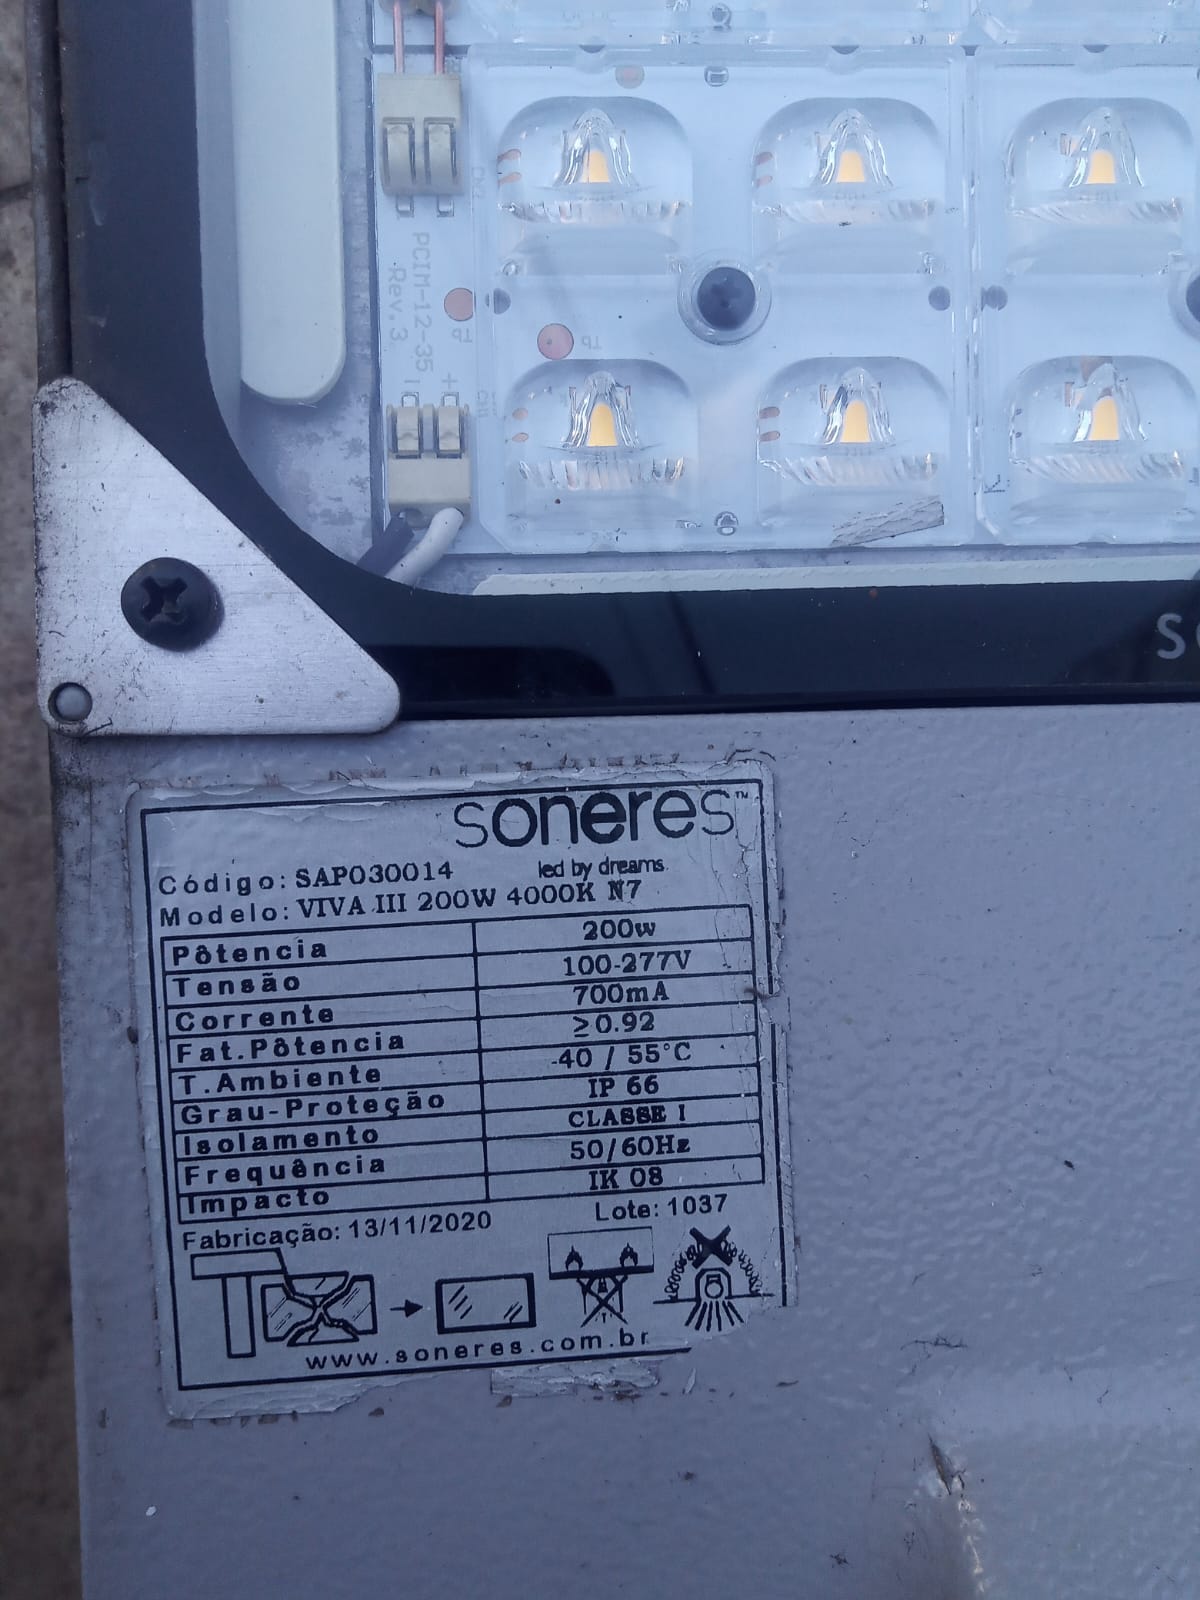 PCIM-12-35
Rev.3
soneres™
led by dreams
Código: SAP030014
Modelo: VIVA III 200W 4000K N7
Pôtencia 200w
Tensão 100-277V
Corrente 700mA
Fat.Pôtencia ≥0.92
T.Ambiente -40 / 55°C
Grau-Proteção IP 66
Isolamento CLASSE I
Frequência 50/60Hz
Impacto IK 08
Fabricação: 13/11/2020 Lote: 1037
www.soneres.com.br